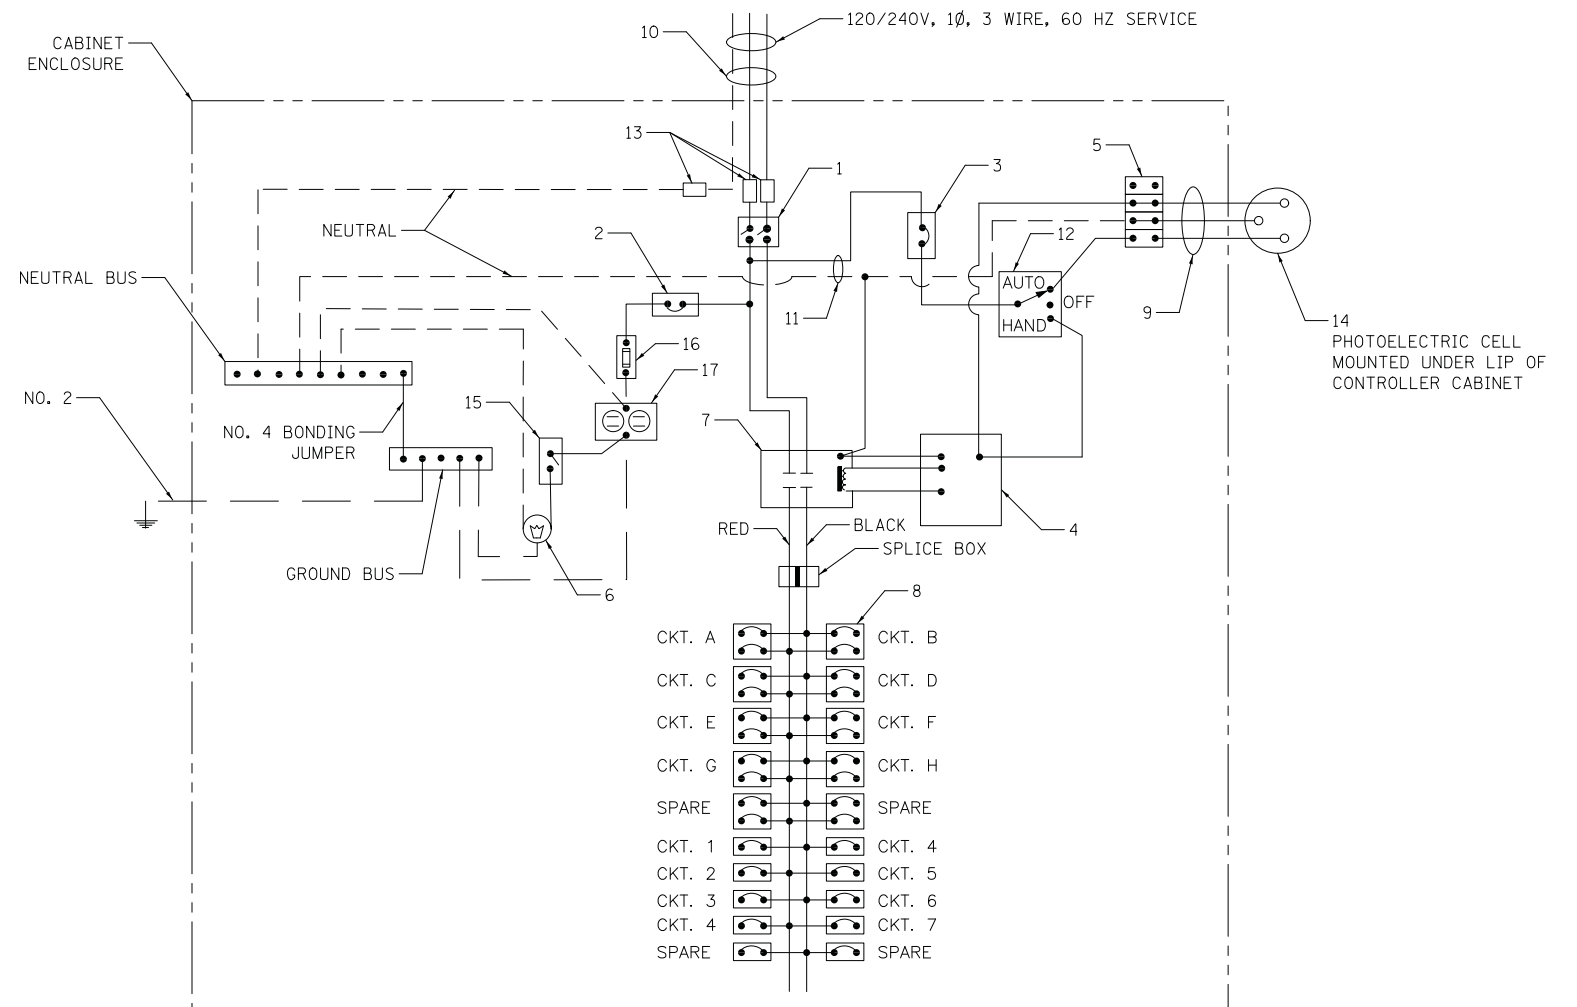 120/240V, 1Ø, 3 WIRE, 60 HZ SERVICE
10
CABINET
ENCLOSURE
13
1
3
5
NEUTRAL
2
12
NEUTRAL BUS
AUTO
OFF
HAND
9
11
14
PHOTOELECTRIC CELL
MOUNTED UNDER LIP OF
CONTROLLER CABINET
16
17
NO. 2
15
7
NO. 4 BONDING
JUMPER
RED
BLACK
4
SPLICE BOX
GROUND BUS
6
8
CKT. A
CKT. B
CKT. C
CKT. D
CKT. E
CKT. F
CKT. G
CKT. H
SPARE
SPARE
CKT. 1
CKT. 4
CKT. 2
CKT. 5
CKT. 3
CKT. 6
CKT. 4
CKT. 7
SPARE
SPARE